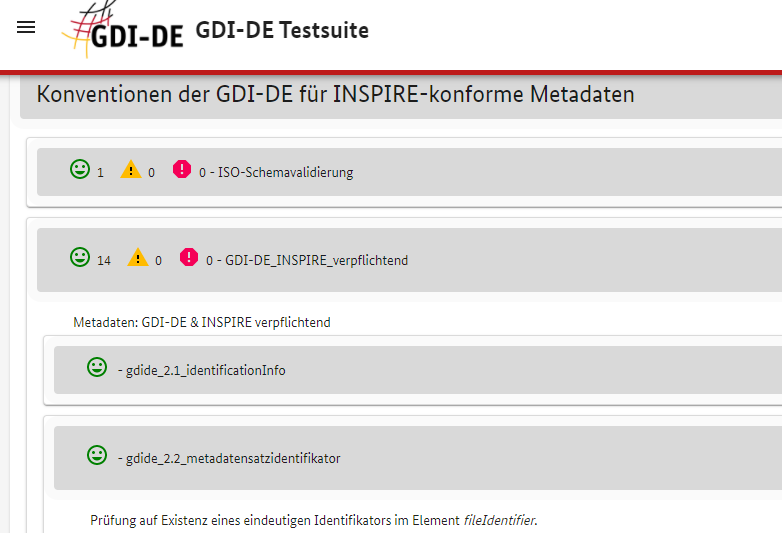 GDI-DE GDI-DE Testsuite
Konventionen der GDI-DE für INSPIRE-konforme Metadaten
1 0 0 - ISO-Schemavalidierung
14 0 0 - GDI-DE_INSPIRE_verpflichtend
Metadaten: GDI-DE & INSPIRE verpflichtend
- gdide_2.1_identificationInfo
- gdide_2.2_metadatensatzidentifikator
Prüfung auf Existenz eines eindeutigen Identifikators im Element fileIdentifier.